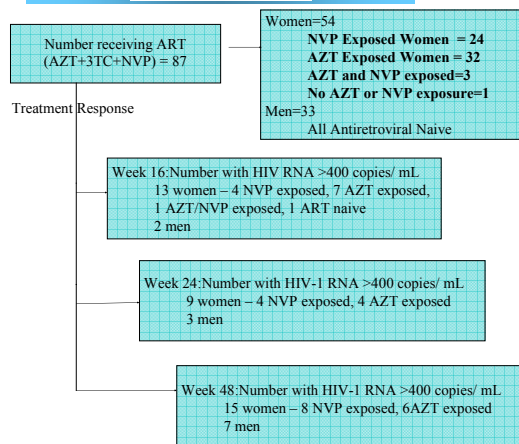 Number receiving ART
(AZT+3TC+NVP) = 87
Women=54
NVP Exposed Women = 24
AZT Exposed Women = 32
AZT and NVP exposed=3
No AZT or NVP exposure=1
Men=33
All Antiretroviral Naive
Treatment Response
Week 16:Number with HIV RNA >400 copies/ mL
13 women – 4 NVP exposed, 7 AZT exposed,
1 AZT/NVP exposed, 1 ART naive
2 men
Week 24:Number with HIV-1 RNA >400 copies/ mL
9 women – 4 NVP exposed, 4 AZT exposed
3 men
Week 48:Number with HIV-1 RNA >400 copies/ mL
15 women – 8 NVP exposed, 6AZT exposed
7 men